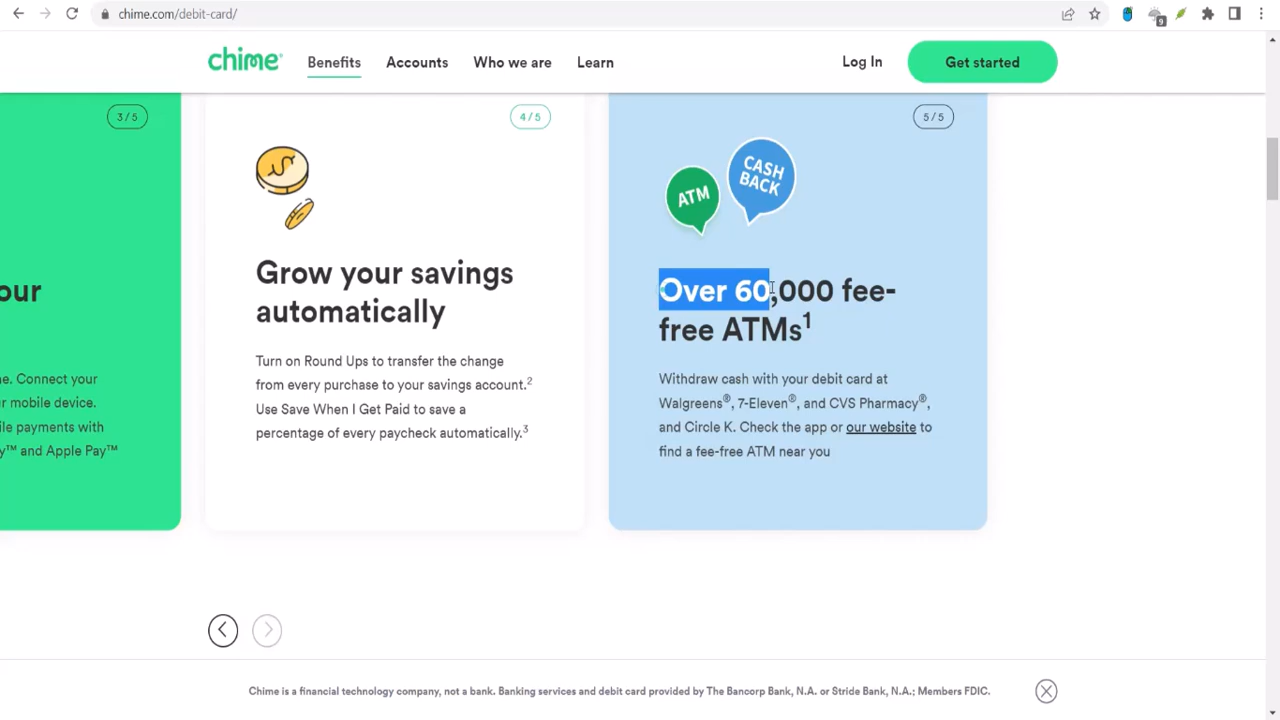 chime.com/debit-card/
9
chime®
Benefits
Accounts
Who we are
Learn
Log In
Get started
3 / 5
our
me. Connect your
r mobile device.
ile payments with
y™ and Apple Pay™
4 / 5
Grow your savings
automatically
Turn on Round Ups to transfer the change
from every purchase to your savings account.²
Use Save When I Get Paid to save a
percentage of every paycheck automatically.³
5 / 5
ATM
CASH
BACK
Over 60,000 fee-
free ATMs¹
Withdraw cash with your debit card at
Walgreens®, 7-Eleven®, and CVS Pharmacy®,
and Circle K. Check the app or our website to
find a fee-free ATM near you
Chime is a financial technology company, not a bank. Banking services and debit card provided by The Bancorp Bank, N.A. or Stride Bank, N.A.; Members FDIC.